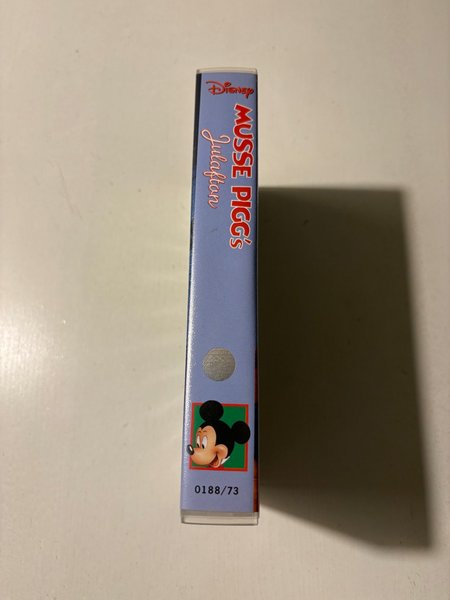 Disney
MUSSE PIGG's
Julafton
0188/73